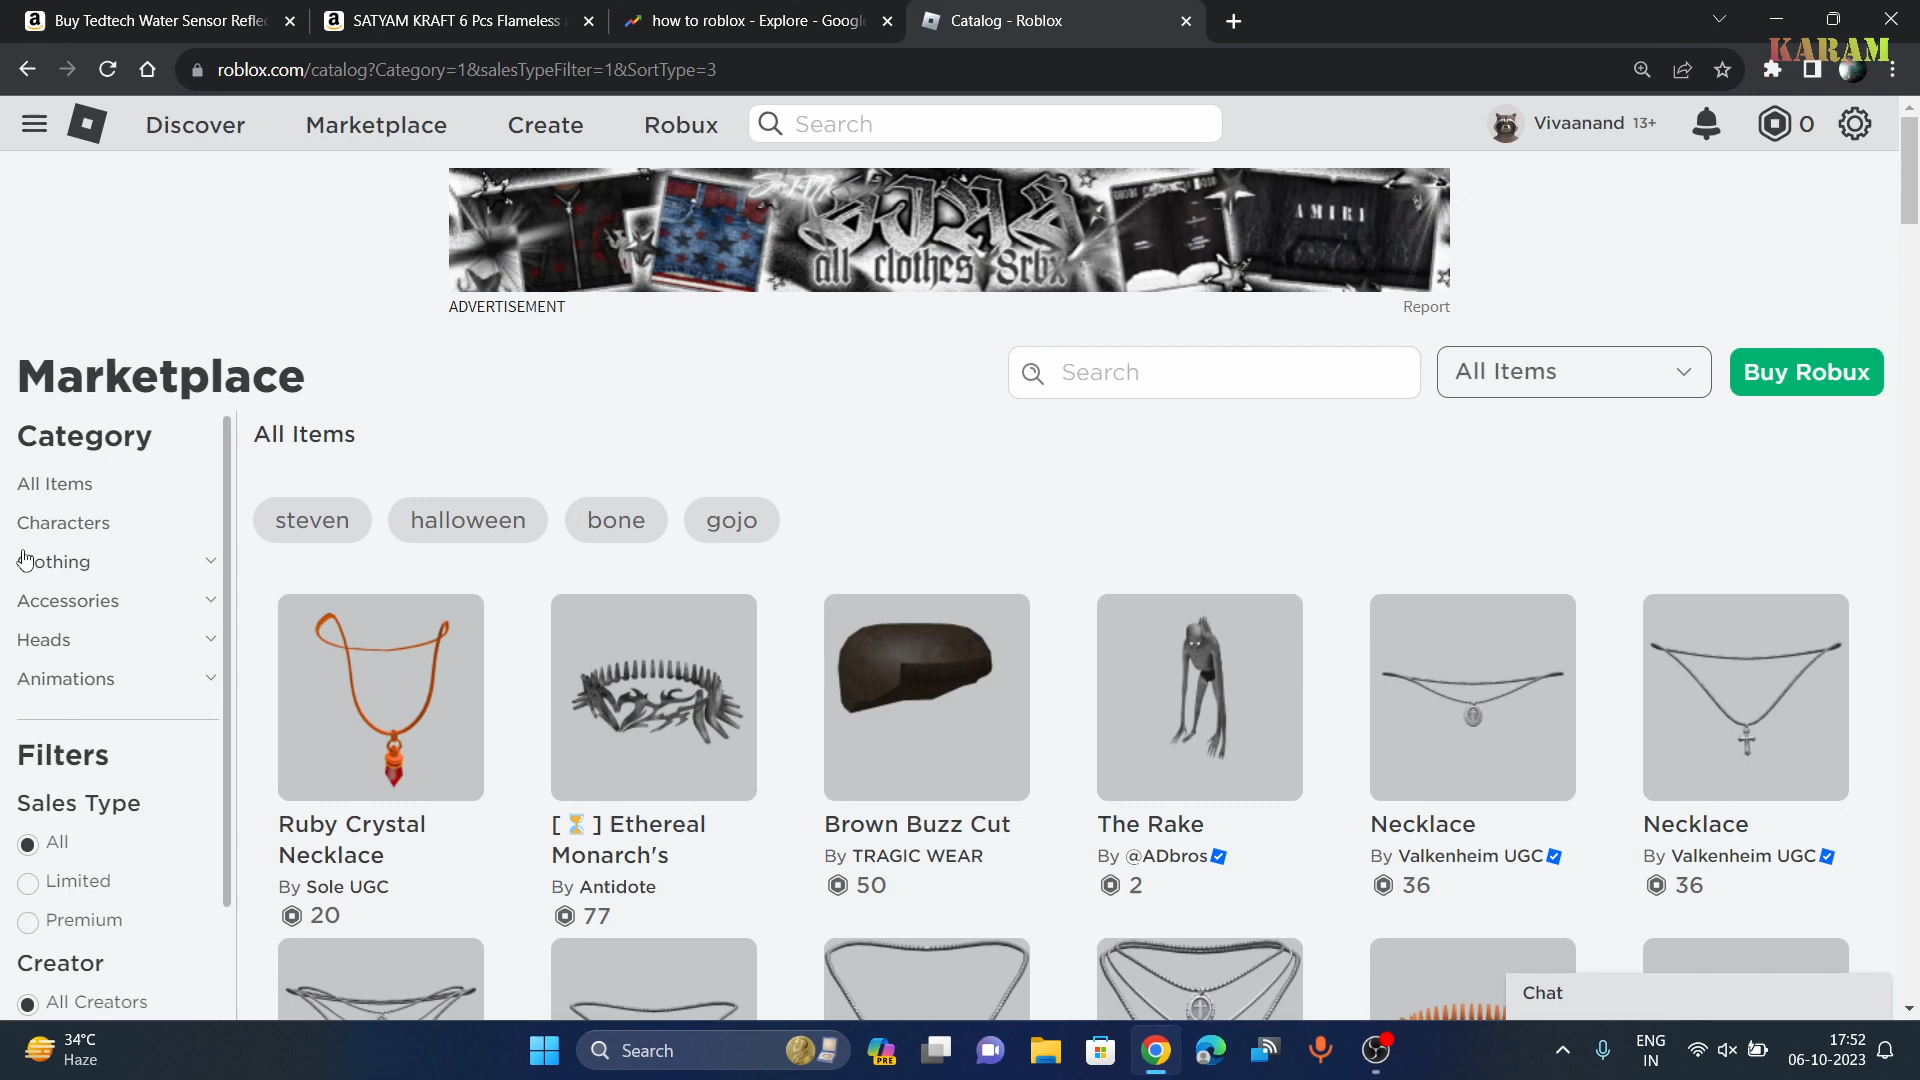 Buy Tedtech Water Sensor Reflec
SATYAM KRAFT 6 Pcs Flameless
how to roblox - Explore - Googl
Catalog - Roblox
KARAM
roblox.com/catalog?Category=1&salesTypeFilter=1&SortType=3
Discover
Marketplace
Create
Robux
Search
Vivaanand 13+
0
all clothes 8rbx
AMIRI
ADVERTISEMENT
Report
Marketplace
Search
All Items
Buy Robux
Category
All Items
All Items
Characters
othing
Accessories
Heads
Animations
steven
halloween
bone
gojo
Filters
Sales Type
All
Limited
Premium
Creator
All Creators
Ruby Crystal
Necklace
By Sole UGC
20
[ ⏳ ] Ethereal
Monarch's
By Antidote
77
Brown Buzz Cut
By TRAGIC WEAR
50
The Rake
By @ADbros
2
Necklace
By Valkenheim UGC
36
Necklace
By Valkenheim UGC
36
Chat
34°C
Haze
Search
PRE
ENG
IN
17:52
06-10-2023